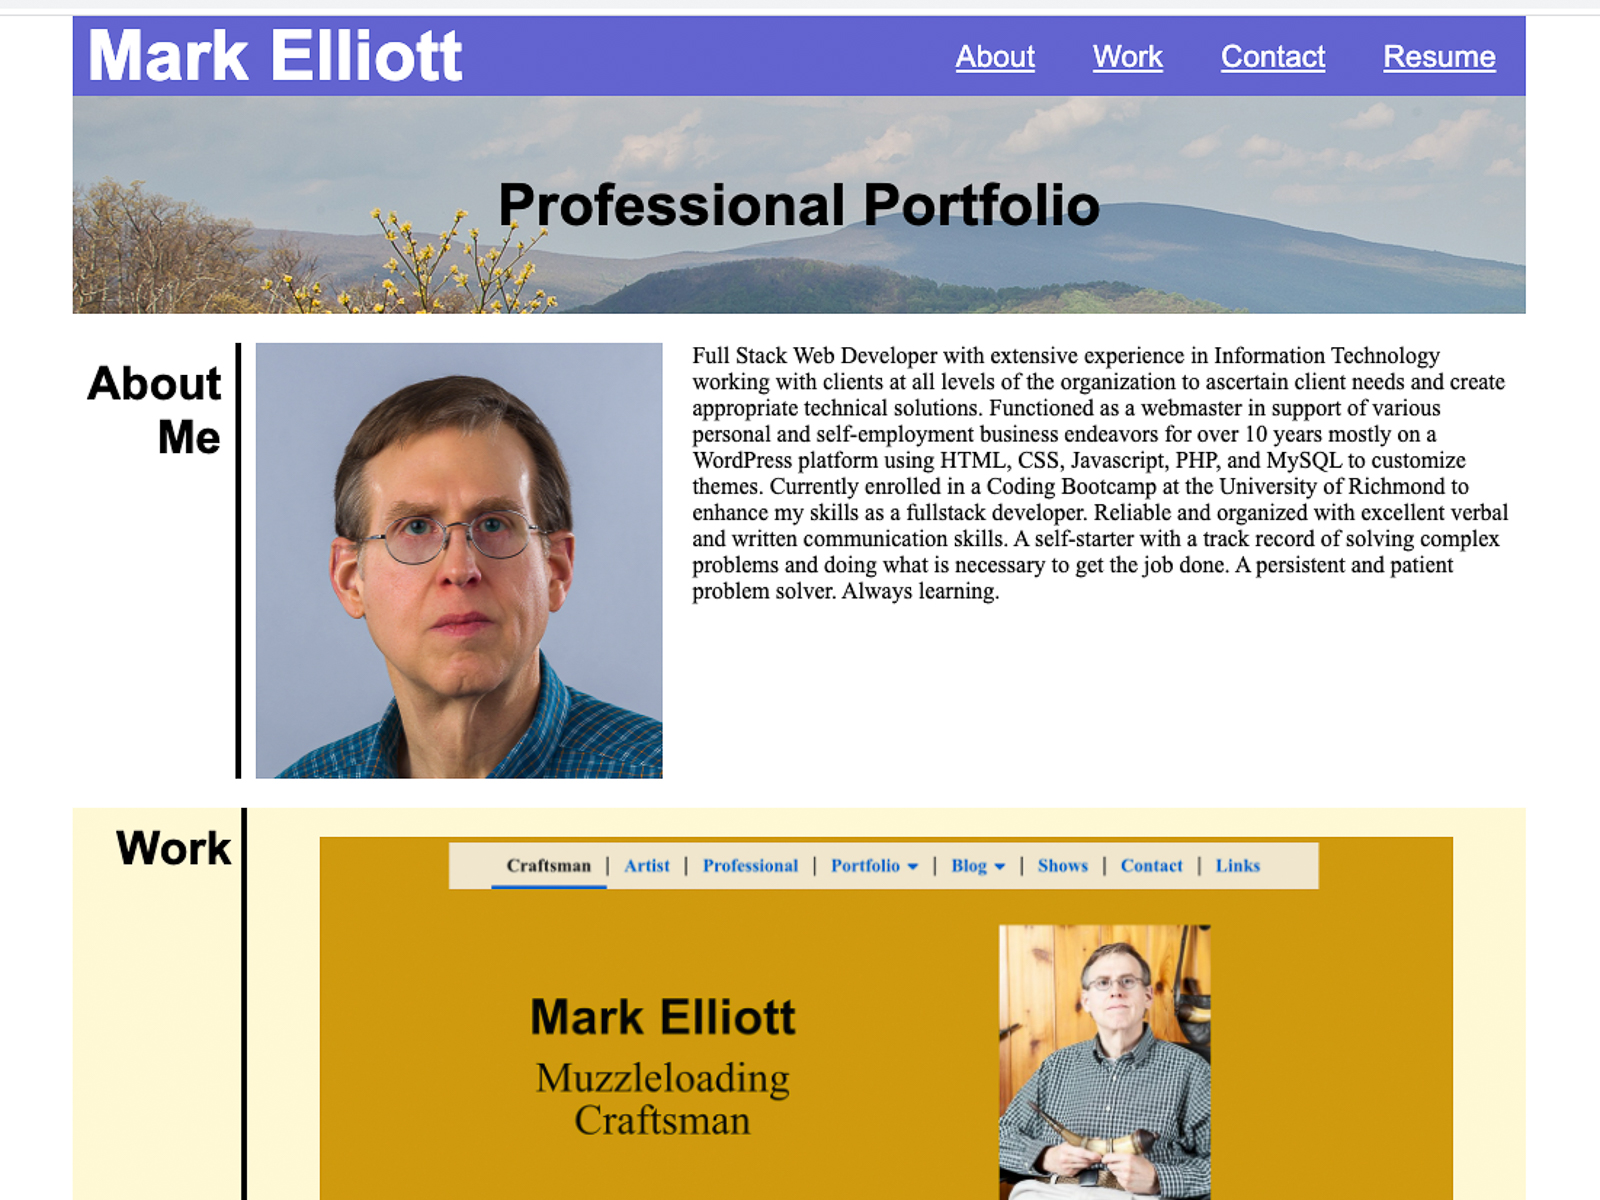 Mark Elliott
About Work Contact Resume
Professional Portfolio
About
Me
Full Stack Web Developer with extensive experience in Information Technology
working with clients at all levels of the organization to ascertain client needs and create
appropriate technical solutions. Functioned as a webmaster in support of various
personal and self-employment business endeavors for over 10 years mostly on a
WordPress platform using HTML, CSS, Javascript, PHP, and MySQL to customize
themes. Currently enrolled in a Coding Bootcamp at the University of Richmond to
enhance my skills as a fullstack developer. Reliable and organized with excellent verbal
and written communication skills. A self-starter with a track record of solving complex
problems and doing what is necessary to get the job done. A persistent and patient
problem solver. Always learning.
Work
Craftsman | Artist | Professional | Portfolio | Blog | Shows | Contact | Links
Mark Elliott
Muzzleloading
Craftsman